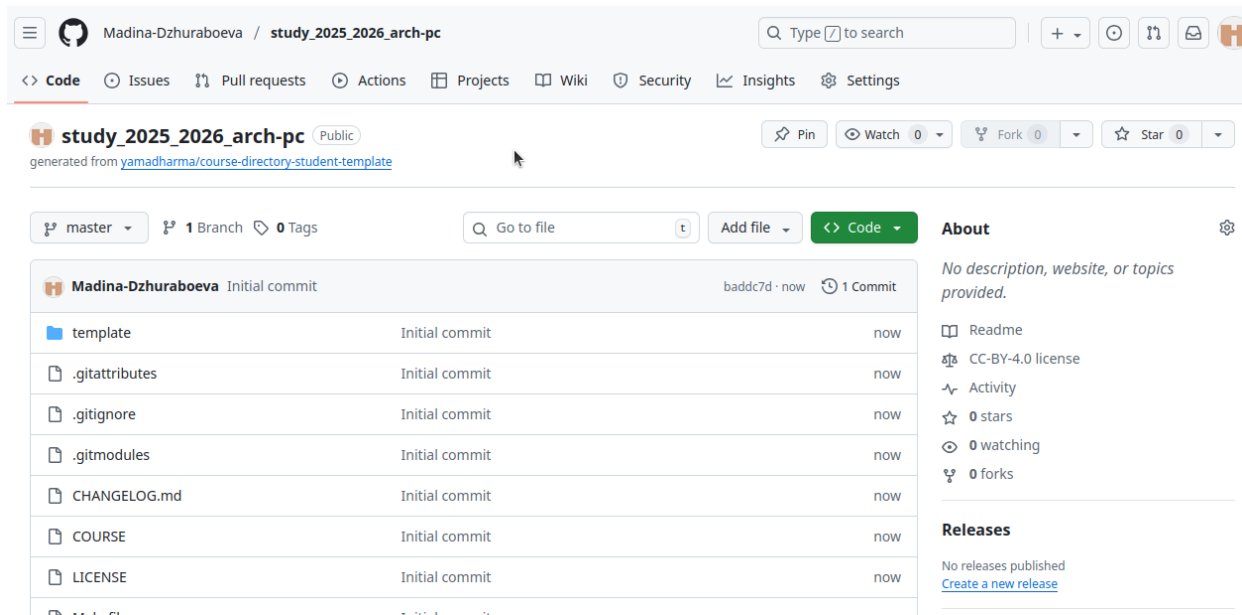 Madina-Dzhuraboeva / study_2025_2026_arch-pc
Type / to search
Code Issues Pull requests Actions Projects Wiki Security Insights Settings
study_2025_2026_arch-pc Public
Pin Watch 0 Fork 0 Star 0
generated from yamadharma/course-directory-student-template
master 1 Branch 0 Tags Go to file t Add file Code
Madina-Dzhuraboeva Initial commit baddc7d · now 1 Commit
template Initial commit now
.gitattributes Initial commit now
.gitignore Initial commit now
.gitmodules Initial commit now
CHANGELOG.md Initial commit now
COURSE Initial commit now
LICENSE Initial commit now
About
No description, website, or topics
provided.
Readme
CC-BY-4.0 license
Activity
0 stars
0 watching
0 forks
Releases
No releases published
Create a new release